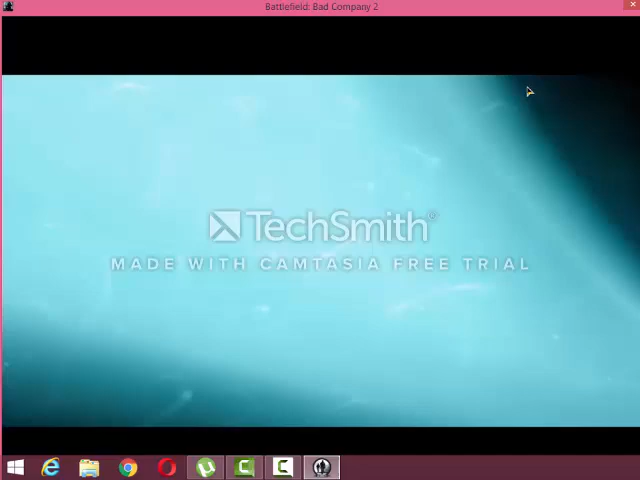 Battlefield: Bad Company 2
TechSmith®
MADE WITH CAMTASIA FREE TRIAL